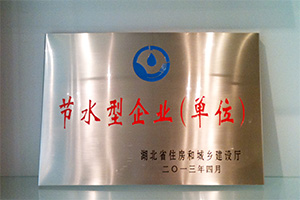 节水型企业(单位)
湖北省住房和城乡建设厅
二〇一三年四月